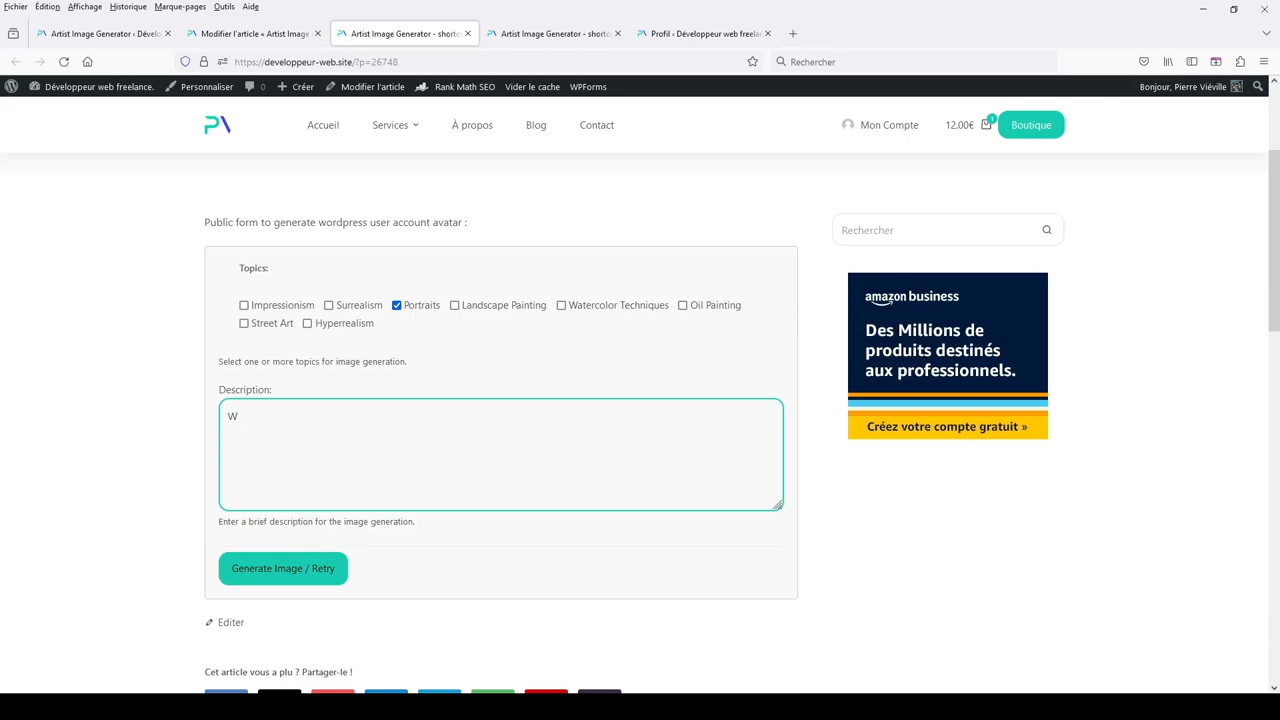 Fichier Édition Affichage Historique Marque-pages Outils Aide
Artist Image Generator ‹ Dévelo
Modifier l'article « Artist Image
Artist Image Generator - shortc
Artist Image Generator - shortc
Profil ‹ Développeur web freela
https://developpeur-web.site/?p=26748
Rechercher
Développeur web freelance. Personnaliser 0 Créer Modifier l'article Rank Math SEO Vider le cache WPForms Bonjour, Pierre Viéville
Accueil Services À propos Blog Contact Mon Compte 12.00€ 1 Boutique
Public form to generate wordpress user account avatar :
Rechercher
Topics:
Impressionism Surrealism Portraits Landscape Painting Watercolor Techniques Oil Painting
Street Art Hyperrealism
Select one or more topics for image generation.
Description:
W
Enter a brief description for the image generation.
Generate Image / Retry
amazon business
Des Millions de
produits destinés
aux professionnels.
Créez votre compte gratuit »
Editer
Cet article vous a plu ? Partager-le !